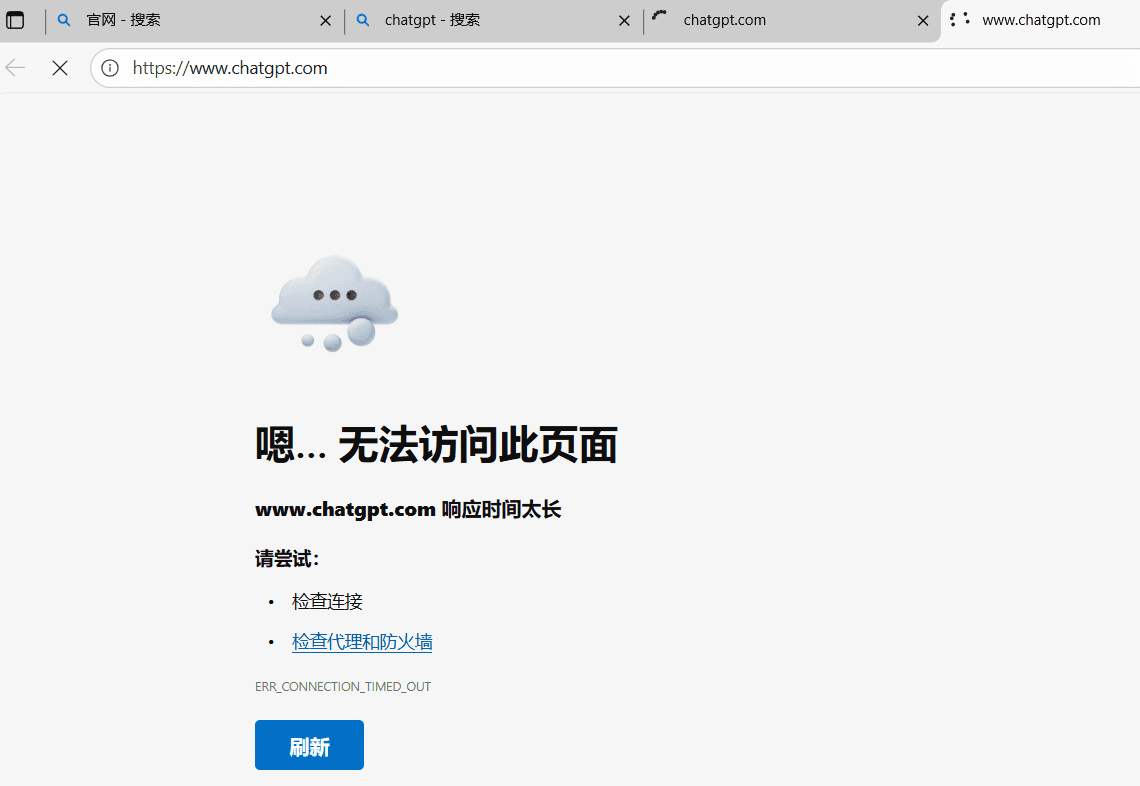 官网 - 搜索
chatgpt - 搜索
chatgpt.com
www.chatgpt.com
https://www.chatgpt.com
嗯... 无法访问此页面
www.chatgpt.com 响应时间太长
请尝试：
• 检查连接
• 检查代理和防火墙
ERR_CONNECTION_TIMED_OUT
刷新